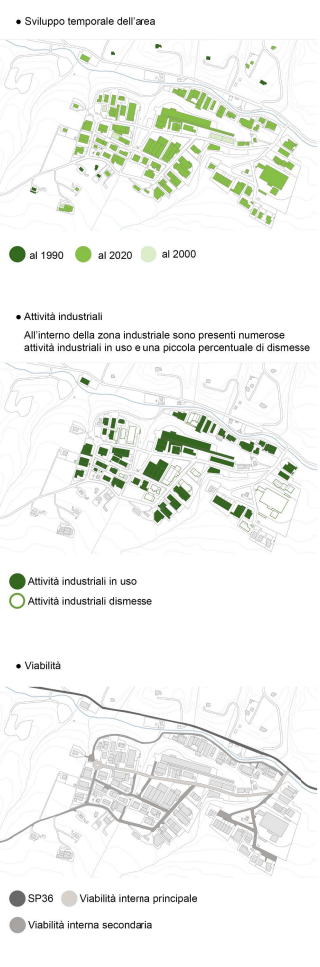 ● Sviluppo temporale dell'area
al 1990
al 2020
al 2000
● Attività industriali
All'interno della zona industriale sono presenti numerose
attività industriali in uso e una piccola percentuale di dismesse
Attività industriali in uso
Attività industriali dismesse
● Viabilità
SP36
Viabilità interna principale
Viabilità interna secondaria